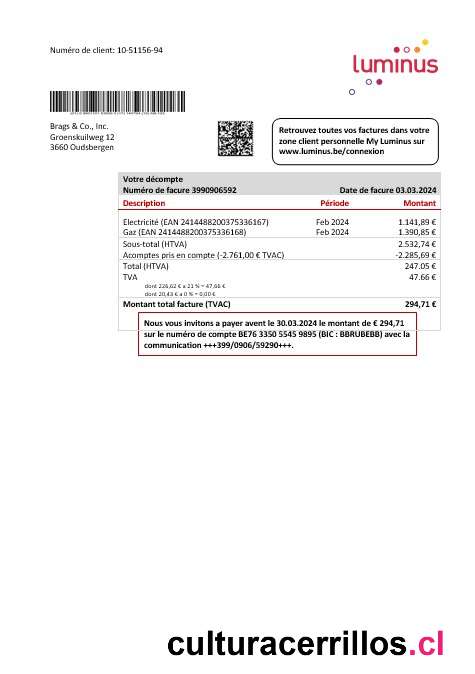 Numéro de client: 10-51156-94
luminus
Brags & Co., Inc.
Groenskuilweg 12
3660 Oudsbergen
Retrouvez toutes vos factures dans votre
zone client personnelle My Luminus sur
www.luminus.be/connexion
Votre décompte
Numéro de facure 3990906592 Date de facure 03.03.2024
Description Période Montant
Electricité (EAN 2414488200375336167) Feb 2024 1.141,89 €
Gaz (EAN 2414488200375336168) Feb 2024 1.390,85 €
Sous-total (HTVA) 2.532,74 €
Acomptes pris en compte (-2.761,00 € TVAC) -2.285,69 €
Total (HTVA) 247.05 €
TVA 47.66 €
dont 226,62 € a 21 % = 47,66 €
dont 20,43 € a 0 % = 0,00 €
Montant total facture (TVAC) 294,71 €
Nous vous invitons a payer avent le 30.03.2024 le montant de € 294,71
sur le numéro de compte BE76 3350 5545 9895 (BIC : BBRUBEBB) avec la
communication +++399/0906/59290+++.
culturacerrillos.cl